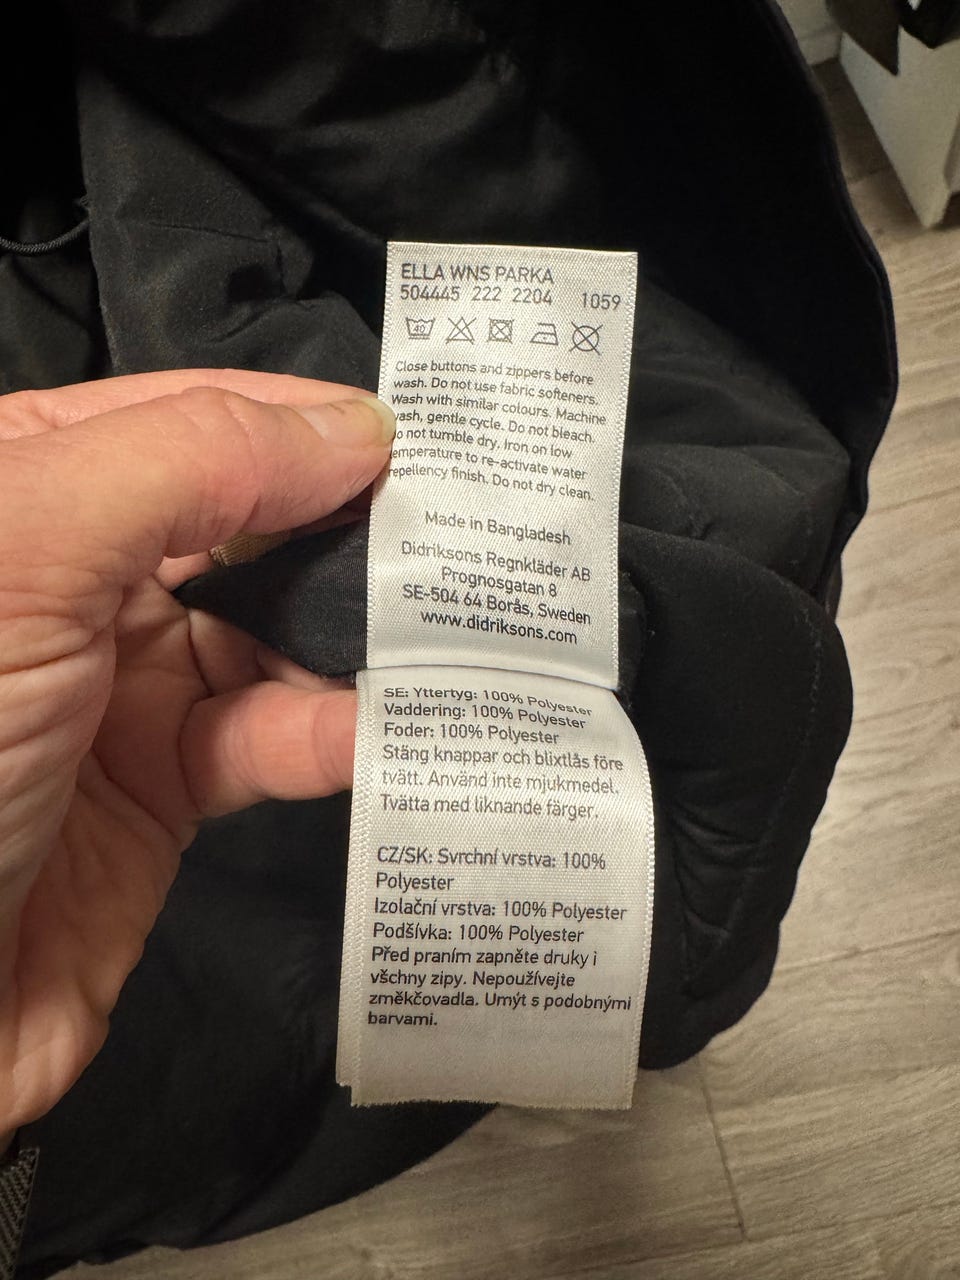 ELLA WNS PARKA
504445 222 2204 1059
40
Close buttons and zippers before
wash. Do not use fabric softeners.
Wash with similar colours. Machine
wash, gentle cycle. Do not bleach.
Do not tumble dry. Iron on low
temperature to re-activate water
repellency finish. Do not dry clean.
Made in Bangladesh
Didriksons Regnkläder AB
Prognosgatan 8
SE-504 64 Borås, Sweden
www.didriksons.com
SE: Yttertyg: 100% Polyester
Vaddering: 100% Polyester
Foder: 100% Polyester
Stäng knappar och blixtlås före
tvätt. Använd inte mjukmedel.
Tvätta med liknande färger.
CZ/SK: Svrchní vrstva: 100%
Polyester
Izolační vrstva: 100% Polyester
Podšívka: 100% Polyester
Před praním zapněte druky i
všchny zipy. Nepoužívejte
změkčovadla. Umýt s podobnými
barvami.